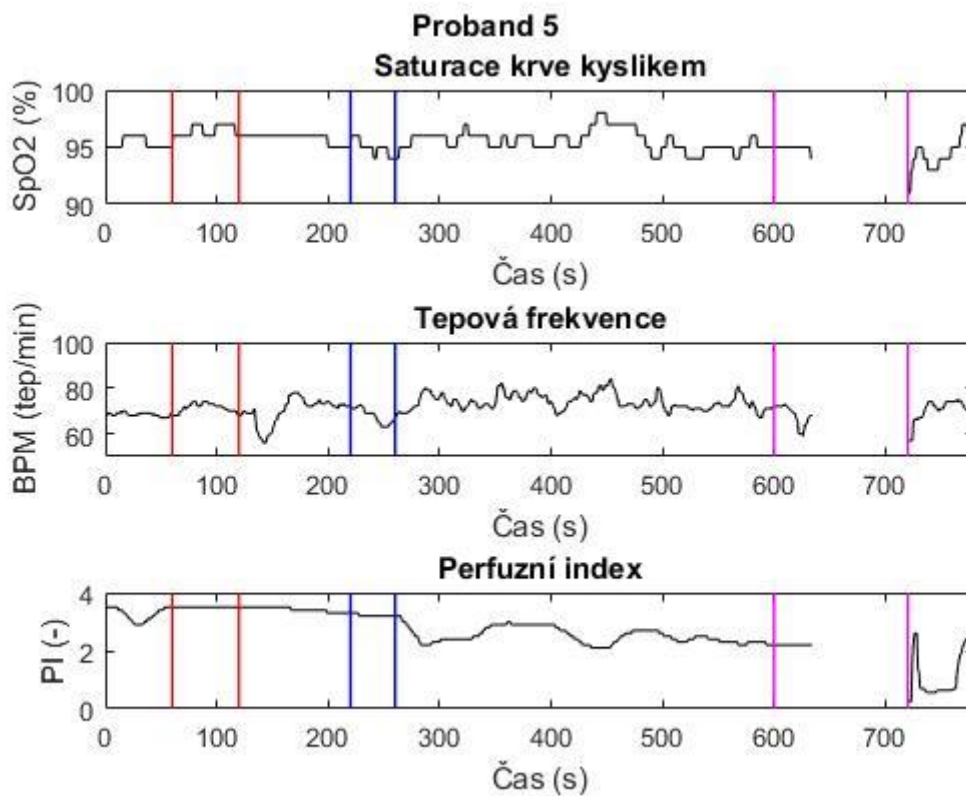 Proband 5
Saturace krve kyslikem
SpO2 (%)
100
95
90
0 100 200 300 400 500 600 700
Čas (s)
Tepová frekvence
BPM (tep/min)
100
80
60
0 100 200 300 400 500 600 700
Čas (s)
Perfuzní index
PI (-)
4
2
0
0 100 200 300 400 500 600 700
Čas (s)